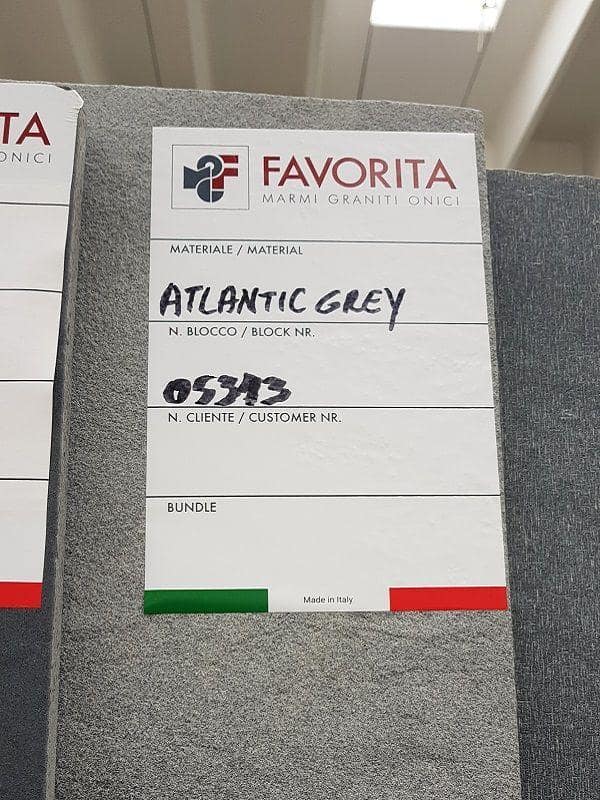 TA
ONICI
FAVORITA
MARMI GRANITI ONICI
MATERIALE / MATERIAL
ATLANTIC GREY
N. BLOCCO / BLOCK NR.
N. CLIENTE / CUSTOMER NR.
BUNDLE
Made in Italy